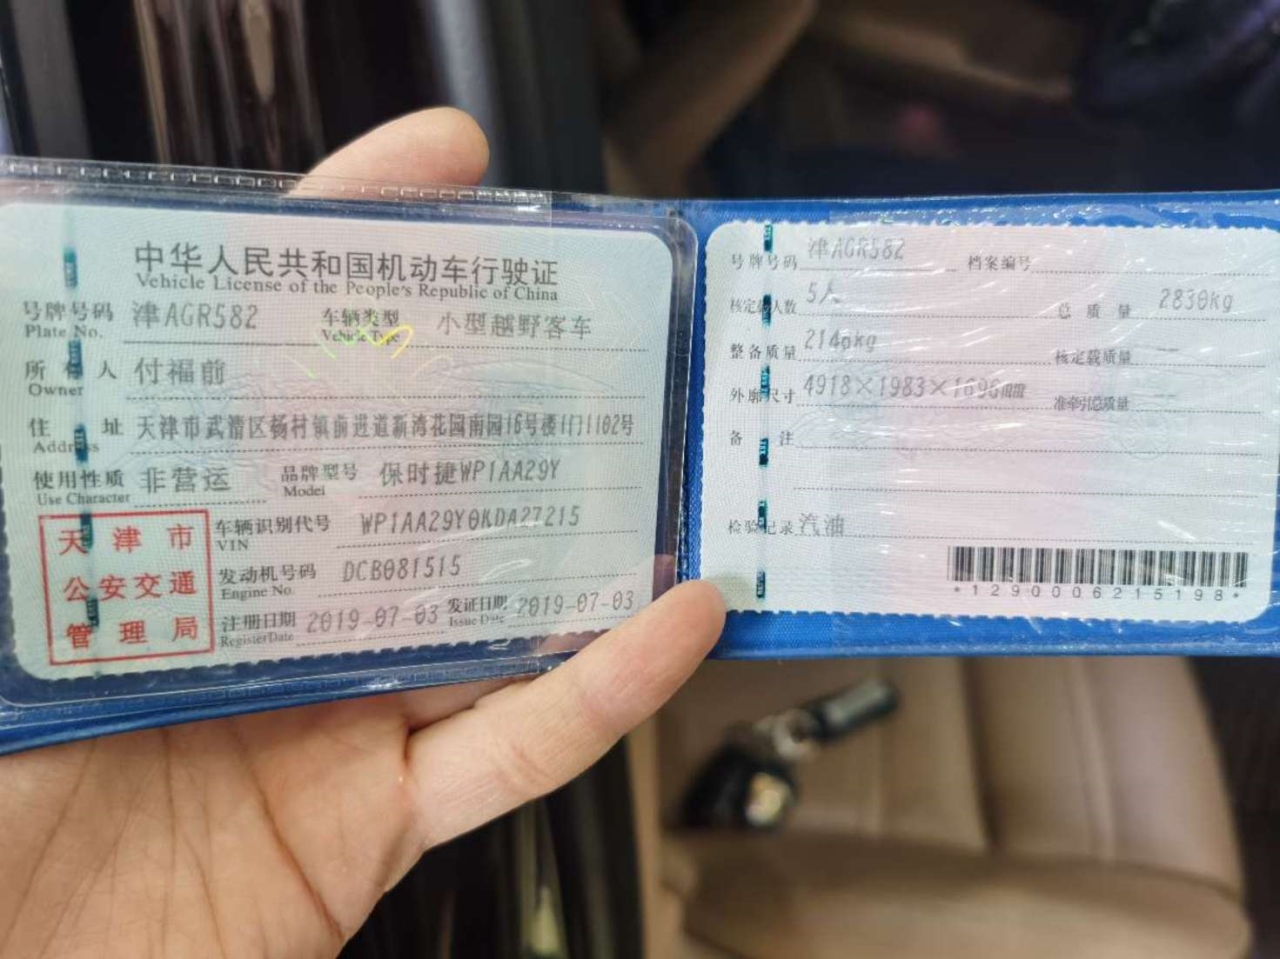 中华人民共和国机动车行驶证
Vehicle License of the People's Republic of China
号牌号码 津AGR582 车辆类型 小型越野客车
Plate No. Vehicle Type
所有人 付福前
Owner
住址 天津市武清区杨村镇前进道新湾花园南园16号楼1门1102号
Address
使用性质 非营运 品牌型号 保时捷WP1AA29Y
Use Character Model
天津市
公安交通
管理局
车辆识别代号 WP1AA29Y0KDA27215
VIN
发动机号码 DCB081515
Engine No.
注册日期 2019-07-03 发证日期 2019-07-03
Register Date Issue Date
号牌号码 津AGR582 档案编号
核定载人数 5人 总质量 2830kg
整备质量 2140kg 核定载质量 --
外廓尺寸 4918×1983×1696mm 准牵引总质量 --
备注
检验记录 汽油
*1290006215198*